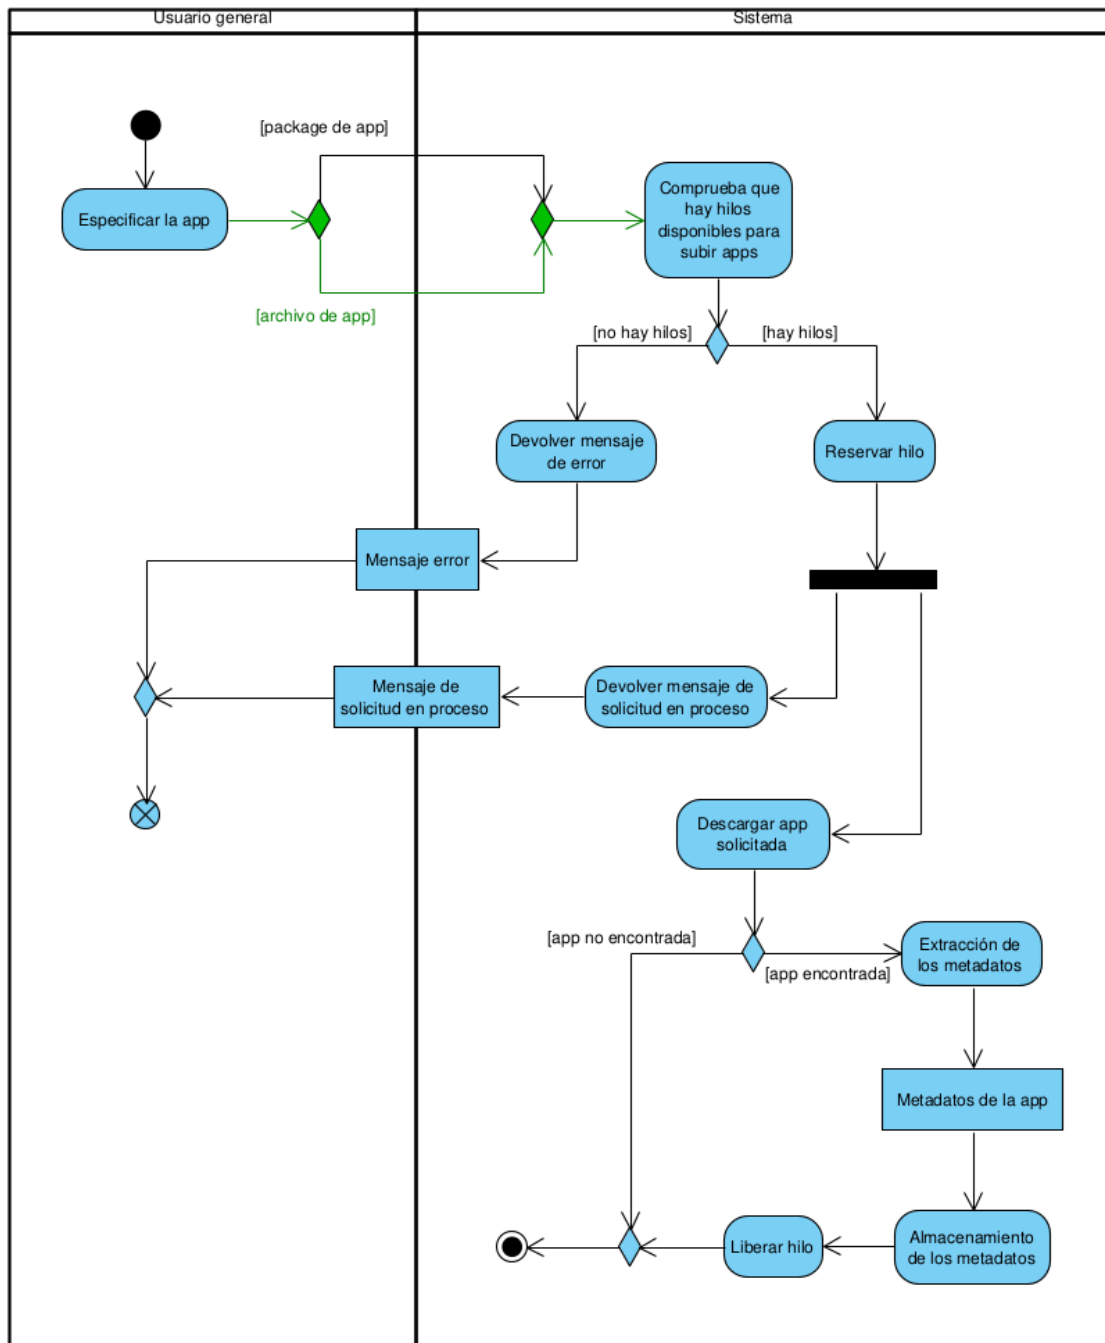 Usuario general
Sistema
[package de app]
Especificar la app
Comprueba que
hay hilos
disponibles para
subir apps
[archivo de app]
[no hay hilos]
[hay hilos]
Devolver mensaje
de error
Reservar hilo
Mensaje error
Mensaje de
solicitud en proceso
Devolver mensaje de
solicitud en proceso
Descargar app
solicitada
[app no encontrada]
[app encontrada]
Extracción de
los metadatos
Metadatos de la app
Almacenamiento
de los metadatos
Liberar hilo